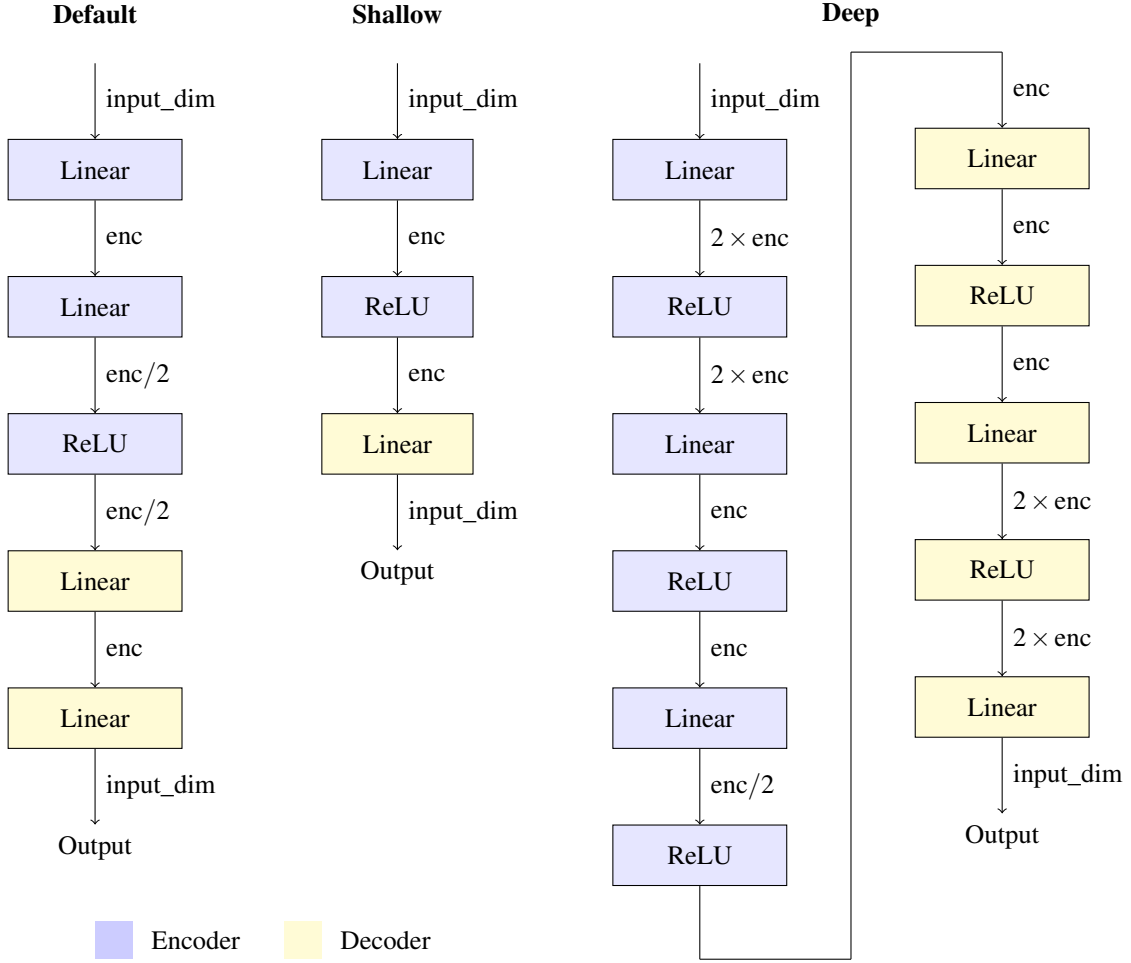 Default
input_dim
Linear
enc
Linear
enc/2
ReLU
enc/2
Linear
enc
Linear
input_dim
Output
Shallow
input_dim
Linear
enc
ReLU
enc
Linear
input_dim
Output
Deep
input_dim
Linear
2 × enc
ReLU
2 × enc
Linear
enc
ReLU
enc
Linear
enc/2
ReLU
enc
Linear
enc
ReLU
enc
Linear
2 × enc
ReLU
2 × enc
Linear
input_dim
Output
Encoder
Decoder